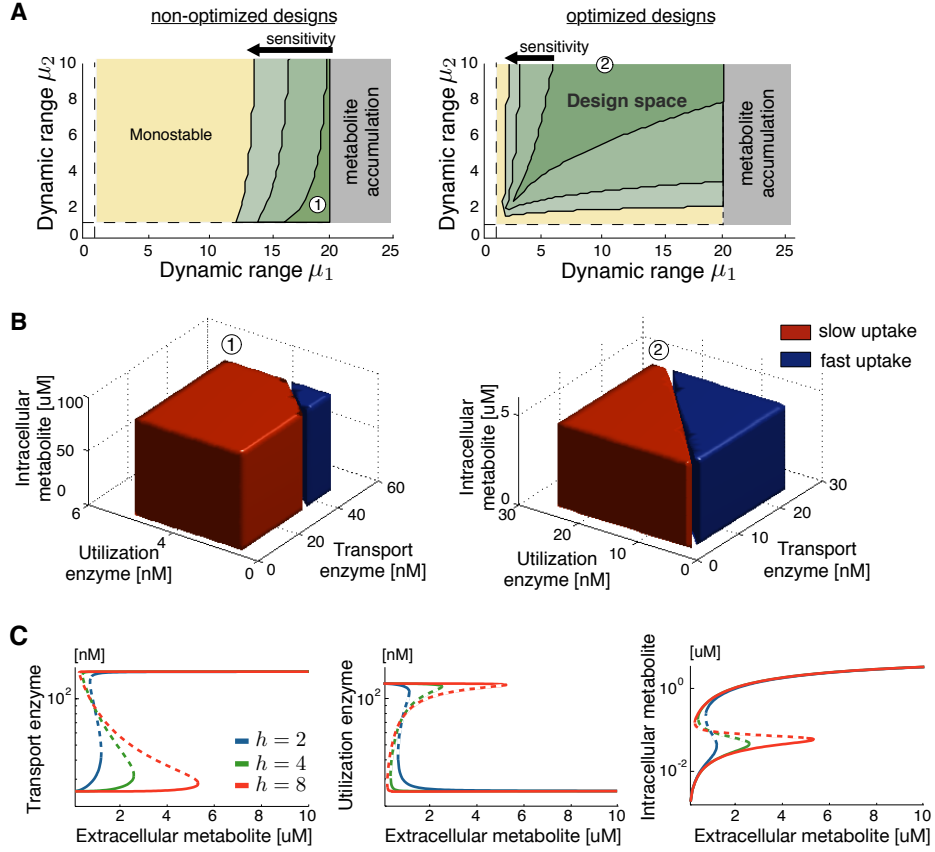 A
non-optimized designs
optimized designs
sensitivity
sensitivity
Dynamic range μ₂
10
8
6
4
2
0
Monostable
metabolite
accumulation
1
0
5
10
15
20
25
Dynamic range μ₁
Dynamic range μ₂
10
8
6
4
2
0
2
Design space
metabolite
accumulation
0
5
10
15
20
25
Dynamic range μ₁
B
1
Intracellular
metabolite [uM]
100
50
0
6
4
Utilization
enzyme [nM]
0
0
20
40
60
Transport
enzyme [nM]
2
slow uptake
fast uptake
Intracellular
metabolite [uM]
5
0
30
20
10
0
Utilization
enzyme [nM]
0
10
20
30
Transport
enzyme [nM]
C
[nM]
Transport enzyme
10²
h = 2
h = 4
h = 8
0
2
4
6
8
10
Extracellular metabolite [uM]
[nM]
Utilization enzyme
10²
0
2
4
6
8
10
Extracellular metabolite [uM]
[uM]
Intracellular metabolite
10⁰
10⁻²
2
4
6
8
10
Extracellular metabolite [uM]